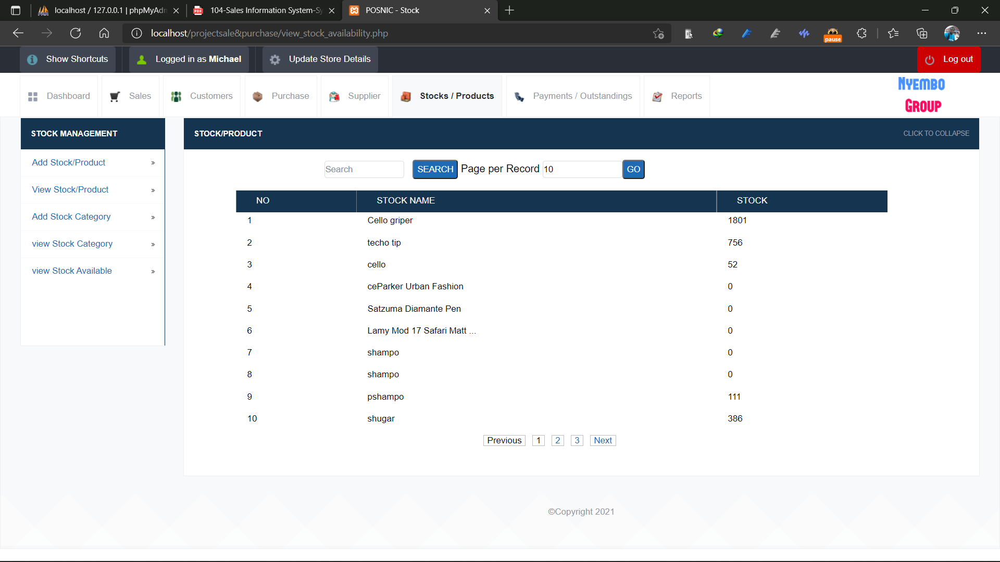 localhost / 127.0.0.1 | phpMyAdm
104-Sales Information System-Sy
POSNIC - Stock
localhost/projectsale&purchase/view_stock_availability.php
pause
Show Shortcuts
Logged in as Michael
Update Store Details
Log out
Dashboard
Sales
Customers
Purchase
Supplier
Stocks / Products
Payments / Outstandings
Reports
Nyembo
Group
STOCK MANAGEMENT
Add Stock/Product
View Stock/Product
Add Stock Category
view Stock Category
view Stock Available
STOCK/PRODUCT
CLICK TO COLLAPSE
Search SEARCH Page per Record 10 GO
NO STOCK NAME STOCK
1 Cello griper 1801
2 techo tip 756
3 cello 52
4 ceParker Urban Fashion 0
5 Satzuma Diamante Pen 0
6 Lamy Mod 17 Safari Matt ... 0
7 shampo 0
8 shampo 0
9 pshampo 111
10 shugar 386
Previous 1 2 3 Next
©Copyright 2021